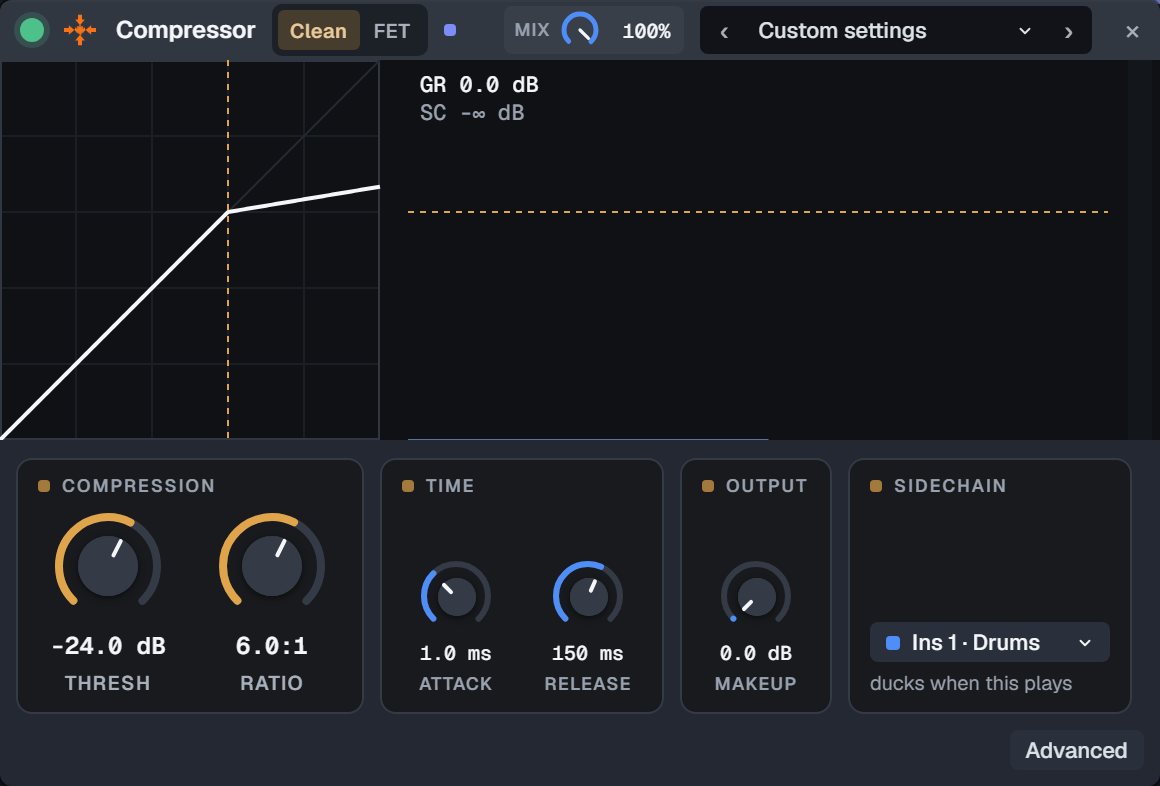 Compressor Clean FET MIX 100% ‹ Custom settings › ×
GR 0.0 dB
SC -∞ dB
COMPRESSION
-24.0 dB 6.0:1
THRESH RATIO
TIME
1.0 ms 150 ms
ATTACK RELEASE
OUTPUT
0.0 dB
MAKEUP
SIDECHAIN
Ins 1 · Drums
ducks when this plays
Advanced